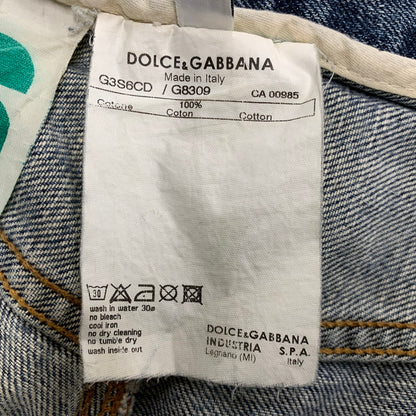 DOLCE&GABBANA
Made in Italy
G3S6CD / G8309 CA 00985
100%
Cotone Coton Cotton
30
wash in water 30ø
no bleach
cool iron
no dry cleaning
no tumble dry
wash inside out
DOLCE&GABBANA
INDUSTRIA S.P.A.
Legnano (MI) Italy